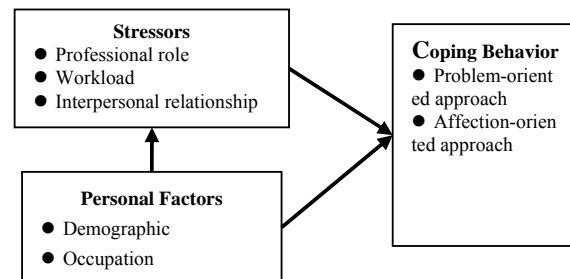 Stressors
● Professional role
● Workload
● Interpersonal relationship
Personal Factors
● Demographic
● Occupation
Coping Behavior
● Problem-orient
ed approach
● Affection-orien
ted approach